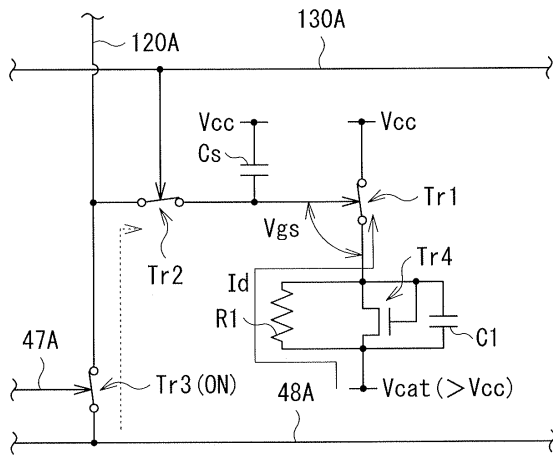 120A
130A
Vcc
Vcc
Cs
Tr1
Vgs
Tr2
Tr4
Id
R1
C1
47A
Tr3(ON)
48A
Vcat(>Vcc)